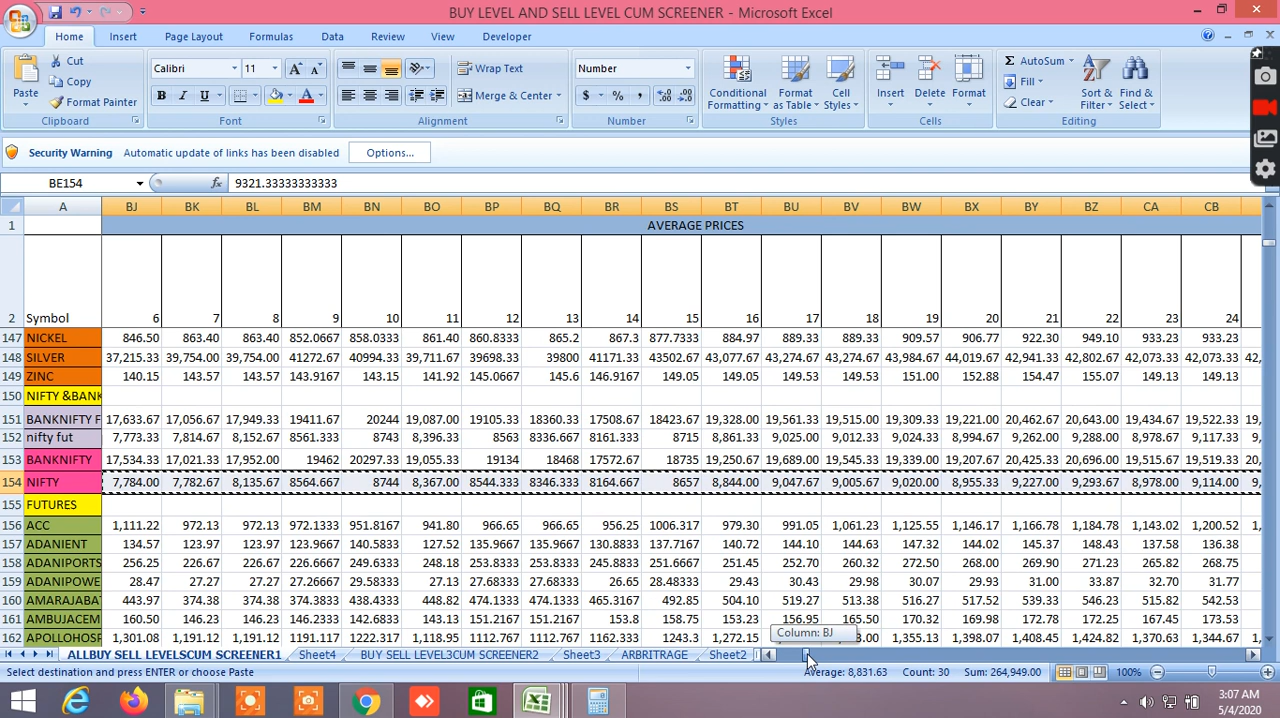 BUY LEVEL AND SELL LEVEL CUM SCREENER - Microsoft Excel
Home Insert Page Layout Formulas Data Review View Developer
Paste Cut Copy Format Painter Calibri 11 Wrap Text Merge & Center Number Conditional Formatting Format as Table Cell Styles Insert Delete Format AutoSum Fill Clear Sort & Filter Find & Select
Clipboard Font Alignment Number Styles Cells Editing
Security Warning Automatic update of links has been disabled Options...
BE154 fx 9321.33333333333
A BJ BK BL BM BN BO BP BQ BR BS BT BU BV BW BX BY BZ CA CB
1 AVERAGE PRICES
2 Symbol 6 7 8 9 10 11 12 13 14 15 16 17 18 19 20 21 22 23 24
147 NICKEL 846.50 863.40 863.40 852.0667 858.0333 861.40 860.8333 865.2 867.3 877.7333 884.97 889.33 889.33 909.57 906.77 922.30 949.10 933.23 933.23
148 SILVER 37,215.33 39,754.00 39,754.00 41272.67 40994.33 39,711.67 39868.33 39800 41171.33 43502.67 43,077.67 43,274.67 43,274.67 43,984.67 44,019.67 42,941.33 42,802.67 42,073.33 42,073.33 42,
149 ZINC 140.15 143.57 143.57 143.9167 143.15 141.92 145.0667 145.6 146.9167 149.05 149.05 149.53 149.53 151.00 152.88 154.47 155.07 149.13 149.13
150 NIFTY &BANK
151 BANKNIFTY F 17,633.67 17,056.67 17,949.33 19411.67 20244 19,087.00 19105.33 18360.33 17508.67 18423.67 19,328.00 19,561.33 19,515.00 19,309.33 19,221.00 20,462.67 20,643.00 19,434.67 19,522.33 19,
152 nifty fut 7,773.33 7,814.67 8,152.67 8561.333 8743 8,396.33 8563 8336.667 8161.333 8715 8,861.33 9,025.00 9,012.33 9,024.33 8,994.67 9,262.00 9,288.00 8,978.67 9,117.33 9,
153 BANKNIFTY 17,534.33 17,021.33 17,952.00 19462 20297.33 19,055.33 19134 18468 17572.67 18735 19,297.00 19,617.33 19,545.33 19,339.00 19,207.67 20,425.33 20,696.00 19,515.67 19,519.33 20,
154 NIFTY 7,784.00 7,782.67 8,135.67 8564.667 8744 8,367.00 8544.333 8346.333 8164.667 8657 8,844.00 9,047.67 9,005.67 9,020.00 8,955.33 9,227.00 9,293.67 8,978.00 9,114.00 9,
155 FUTURES
156 ACC 1,111.22 972.13 972.13 972.1333 951.8167 941.80 966.65 966.65 956.25 1006.317 979.30 991.05 1,061.23 1,125.55 1,146.17 1,166.78 1,184.78 1,143.02 1,200.52 1,
157 ADANIENT 134.57 123.97 123.97 123.9667 140.5833 127.52 135.9667 135.9667 130.8833 137.7167 140.72 144.10 144.63 147.32 144.02 145.37 148.43 137.58 136.38
158 ADANIPORTS 256.25 226.67 226.67 226.6667 249.6333 248.18 253.8333 253.8333 245.8833 251.6667 251.45 252.70 260.32 272.50 268.00 269.90 271.23 265.82 268.75
159 ADANIPOWE 28.47 27.27 27.27 27.26667 29.58333 27.13 27.68333 27.68333 26.65 28.48333 29.43 30.43 29.98 30.07 29.93 31.00 33.87 32.70 31.77
160 AMARAJABA 443.97 374.38 374.38 374.3833 438.4333 448.82 474.1333 474.1333 465.3167 492.85 504.10 519.27 513.38 516.27 517.52 539.33 546.23 515.83 542.53
161 AMBUJACEM 160.50 146.23 146.23 146.2333 142.6833 143.40 149.45 149.45 153.8 158.75 153.23 156.95 165.50 170.32 169.98 172.78 172.25 168.37 172.95
162 APOLLOHOSP 1,301.08 1,191.12 1,191.12 1191.117 1222.317 1,118.95 1112.767 1112.767 1162.333 1243.3 1,272.15 1,355.13 1,398.07 1,408.45 1,424.38 1,370.63 1,344.67 1,
Column: BJ
ALLBUY SELL LEVELSCUM SCREENER1 Sheet4 BUY SELL LEVEL3CUM SCREENER2 Sheet3 ARBRITRAGE Sheet2
Select destination and press ENTER or choose Paste Average: 8,831.63 Count: 30 Sum: 264,949.00 100%
3:07 AM
5/4/2020